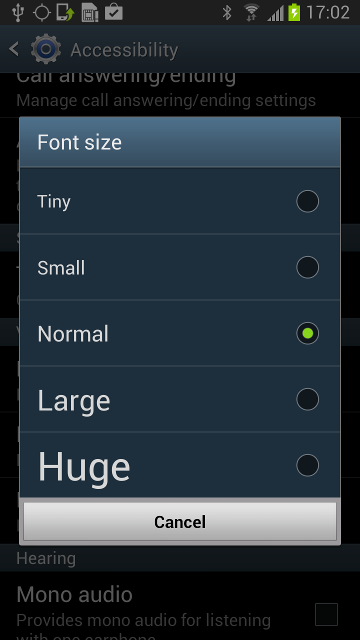 17:02
Accessibility
Call answering/ending
Manage call answering/ending settings
Font size
Tiny
Small
Normal
Large
Huge
Cancel
Hearing
Mono audio
Provides mono audio for listening
with one earphone